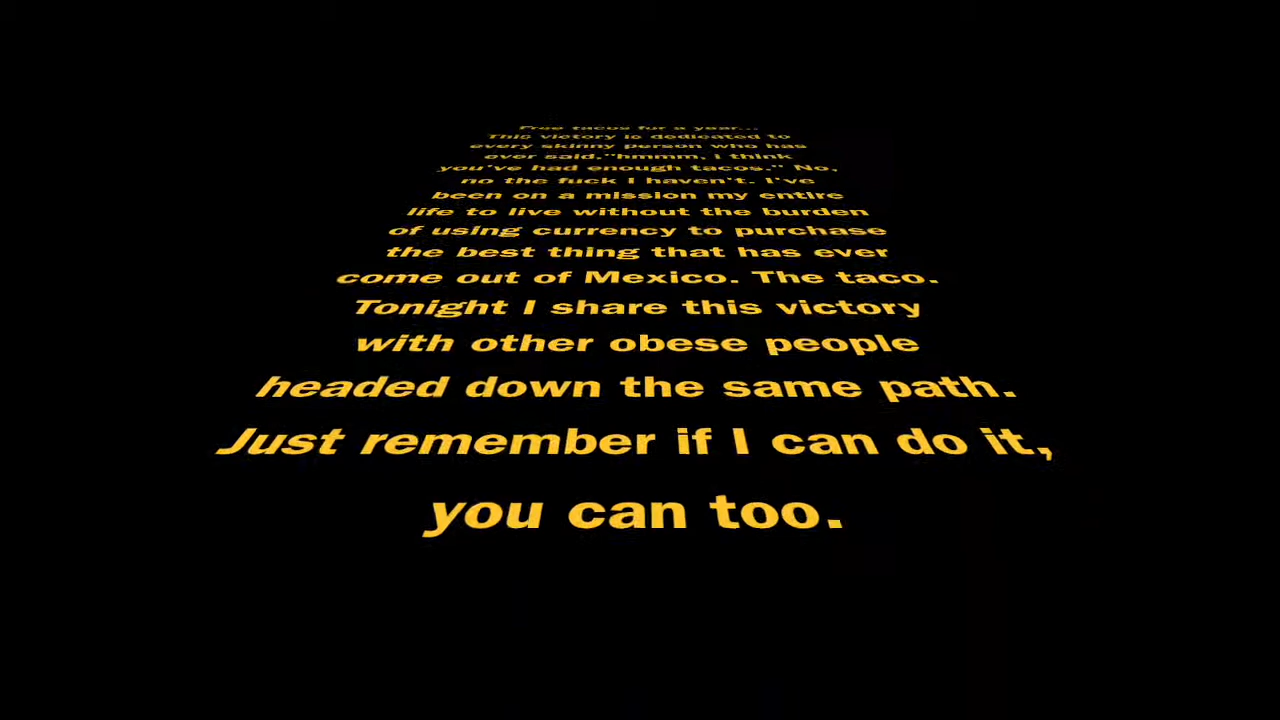 Free tacos for a year...
This victory is dedicated to
every skinny person who has
ever said,"hmmm, I think
you've had enough tacos." No,
no the fuck I haven't. I've
been on a mission my entire
life to live without the burden
of using currency to purchase
the best thing that has ever
come out of Mexico. The taco.
Tonight I share this victory
with other obese people
headed down the same path.
Just remember if I can do it,
you can too.